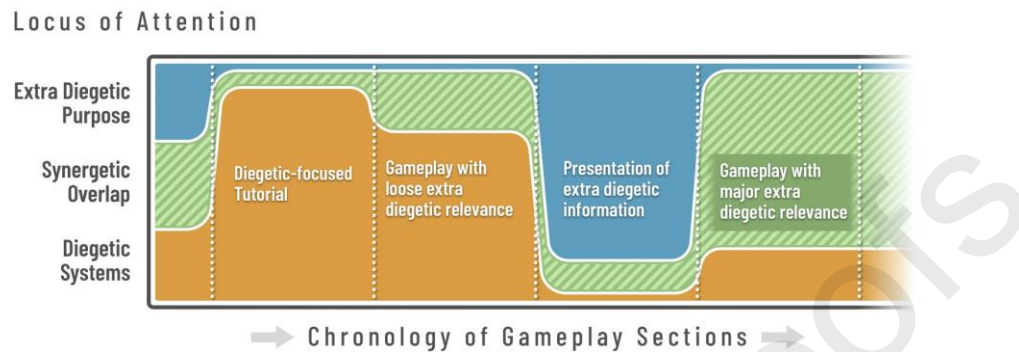 Locus of Attention
Extra Diegetic
Purpose
Synergetic
Overlap
Diegetic
Systems
Diegetic-focused
Tutorial
Gameplay with
loose extra
diegetic relevance
Presentation of
extra diegetic
information
Gameplay with
major extra
diegetic relevance
Chronology of Gameplay Sections